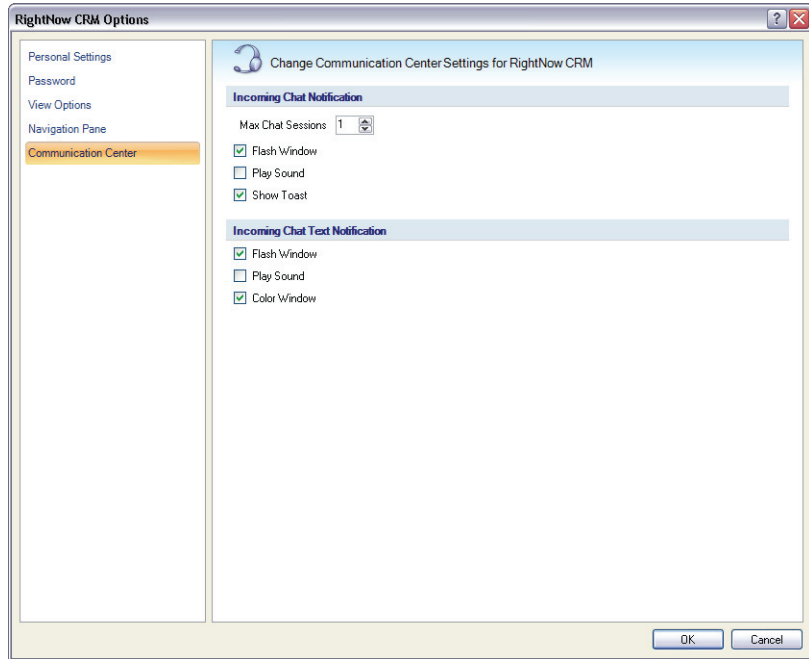 RightNow CRM Options
?
Personal Settings
Password
View Options
Navigation Pane
Communication Center
Change Communication Center Settings for RightNow CRM
Incoming Chat Notification
Max Chat Sessions 1
Flash Window
Play Sound
Show Toast
Incoming Chat Text Notification
Flash Window
Play Sound
Color Window
OK Cancel